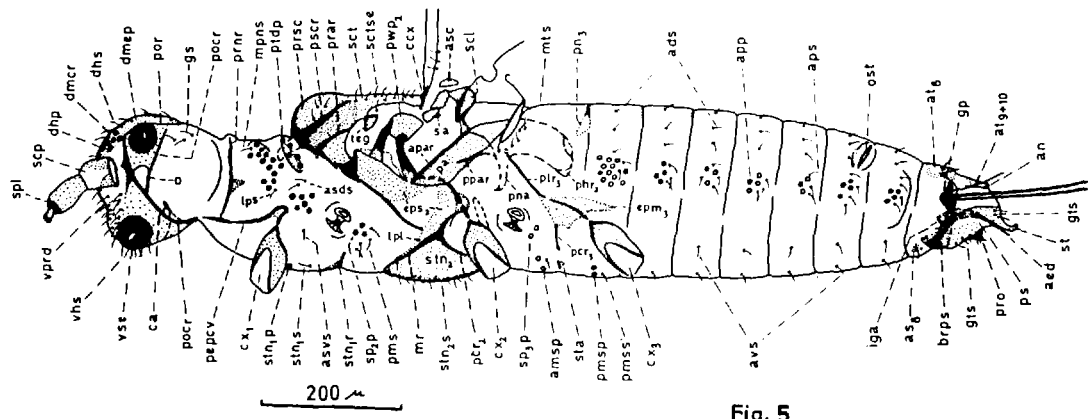 spl
scp
dhp
dmcr
dhs
dmep
por
gs
pocr
prnr
mpns
ptdp
prsc
pscr
prar
sct
sctse
pwp2
ccx
asc
scl
mts
pn3
ads
app
aps
ost
at8
gp
at9+10
an
gts
st
teg
apar
sa
lps
asds
eps3
lpl
stn2
ppar
pna
plr3
phr3
epm3
pcr3
vprd
vhs
vse
ca
pocr
pepcv
cx1
stn1p
stn1s
asvs
stn1r
sp2p
pms
mr
stn2s
pcr2
cx2
sp3p
amsp
sta
pmsp
pmss
cx3
avs
iga
as8
brps
gts
pro
ps
aed
200 μ
Fig. 5